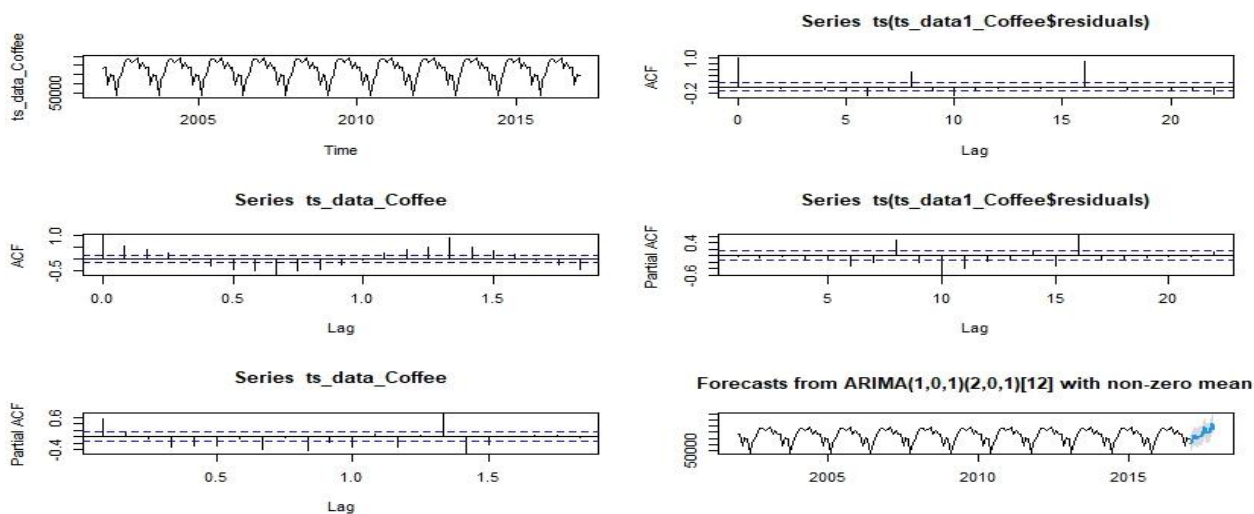 ts_data_Coffee
50000
2005 2010 2015
Time
Series ts_data_Coffee
ACF
-0.5 1.0
0.0 0.5 1.0 1.5
Lag
Series ts_data_Coffee
Partial ACF
-0.4 0.6
0.5 1.0 1.5
Lag
Series ts(ts_data1_Coffee$residuals)
ACF
-0.2 1.0
0 5 10 15 20
Lag
Series ts(ts_data1_Coffee$residuals)
Partial ACF
-0.6 0.4
5 10 15 20
Lag
Forecasts from ARIMA(1,0,1)(2,0,1)[12] with non-zero mean
50000
2005 2010 2015